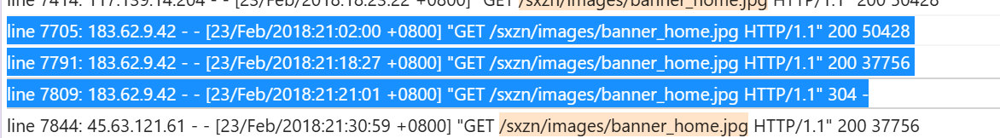 line 7414: 117.139.14.204 - - [23/Feb/2018:18:23:22 +0800] "GET /sxzn/images/banner_home.jpg HTTP/1.1" 200 50428
line 7705: 183.62.9.42 - - [23/Feb/2018:21:02:00 +0800] "GET /sxzn/images/banner_home.jpg HTTP/1.1" 200 50428
line 7791: 183.62.9.42 - - [23/Feb/2018:21:18:27 +0800] "GET /sxzn/images/banner_home.jpg HTTP/1.1" 200 37756
line 7809: 183.62.9.42 - - [23/Feb/2018:21:21:01 +0800] "GET /sxzn/images/banner_home.jpg HTTP/1.1" 304 -
line 7844: 45.63.121.61 - - [23/Feb/2018:21:30:59 +0800] "GET /sxzn/images/banner_home.jpg HTTP/1.1" 200 37756